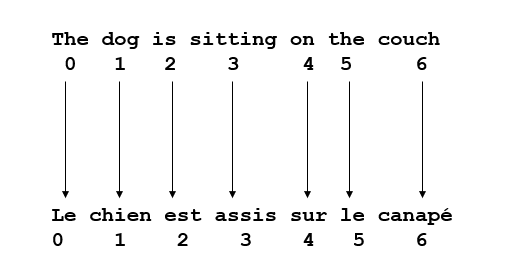 The dog is sitting on the couch
0 1 2 3 4 5 6
Le chien est assis sur le canapé
0 1 2 3 4 5 6